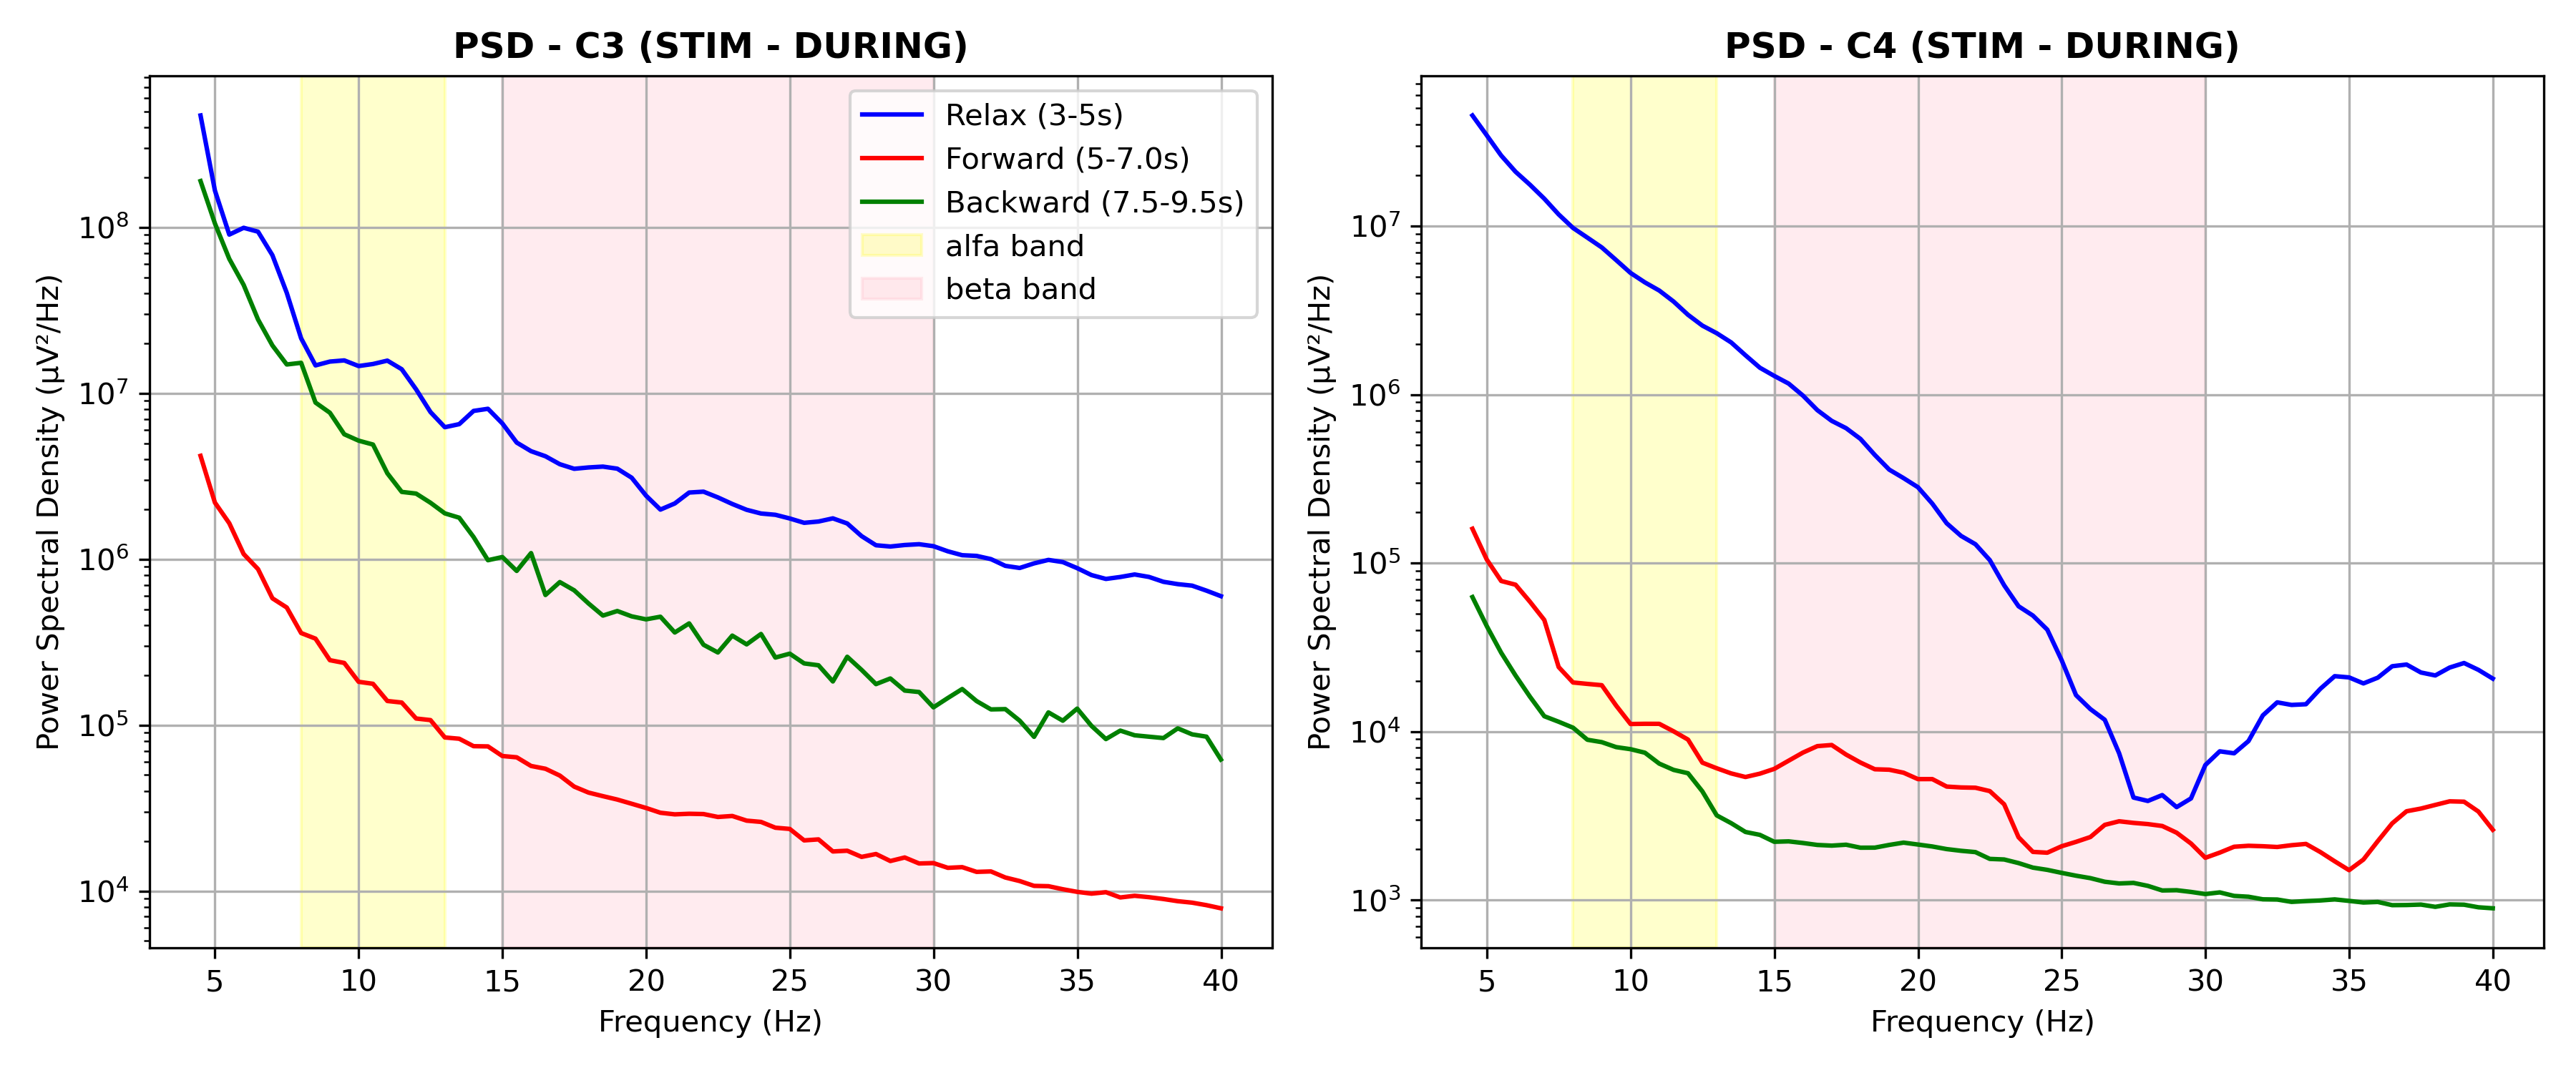 PSD - C3 (STIM - DURING)
Power Spectral Density (µV²/Hz)
10⁸
10⁷
10⁶
10⁵
10⁴
Relax (3-5s)
Forward (5-7.0s)
Backward (7.5-9.5s)
alfa band
beta band
5 10 15 20 25 30 35 40
Frequency (Hz)
PSD - C4 (STIM - DURING)
Power Spectral Density (µV²/Hz)
10⁷
10⁶
10⁵
10⁴
10³
5 10 15 20 25 30 35 40
Frequency (Hz)